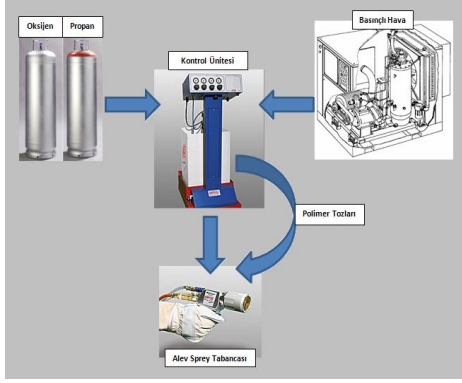 Oksijen
Propan
Basınçlı Hava
Kontrol Ünitesi
Polimer Tozları
Alev Sprey Tabancası